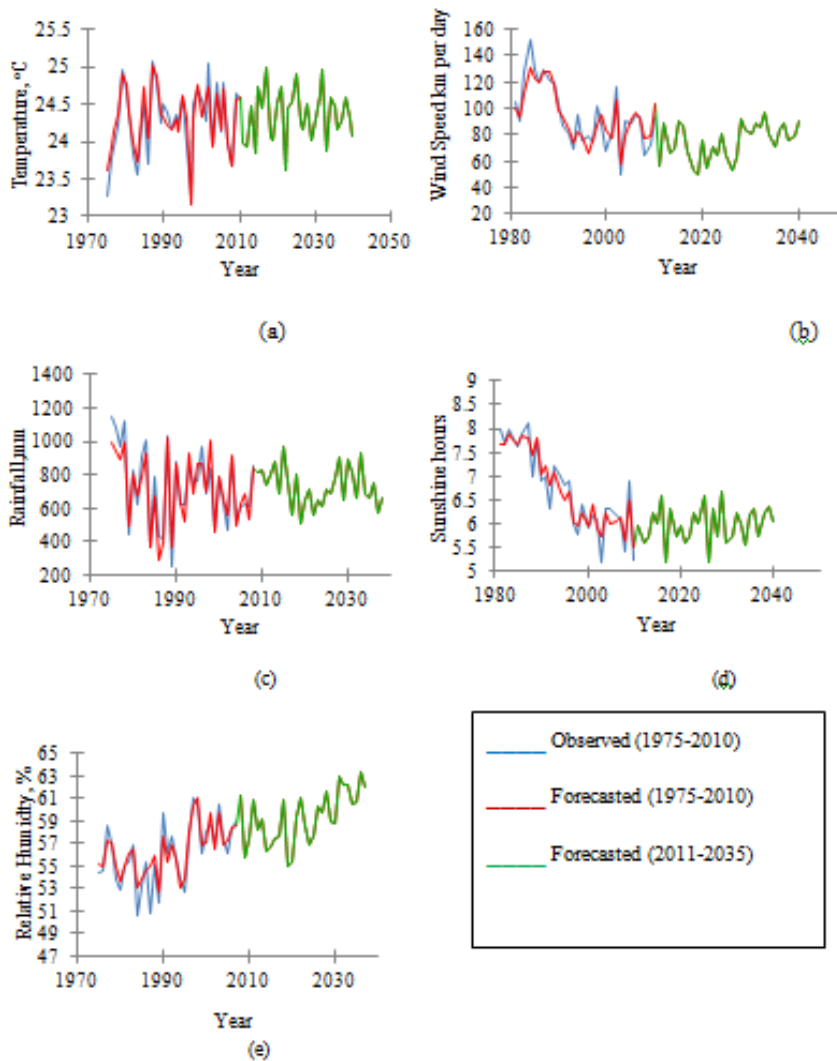 Temperature, °C
25.5
25
24.5
24
23.5
23
1970 1990 2010 2030 2050
Year
(a)
Wind Speed km per day
160
140
120
100
80
60
40
20
1980 2000 2020 2040
Year
(b)
Rainfall,mm
1400
1200
1000
800
600
400
200
1970 1990 2010 2030
Year
(c)
Sunshine hours
9
8.5
8
7.5
7
6.5
6
5.5
5
1980 2000 2020 2040
Year
(d)
Relative Humidty, %
65
63
61
59
57
55
53
51
49
47
1970 1990 2010 2030
Year
(e)
Observed (1975-2010)
Forecasted (1975-2010)
Forecasted (2011-2035)